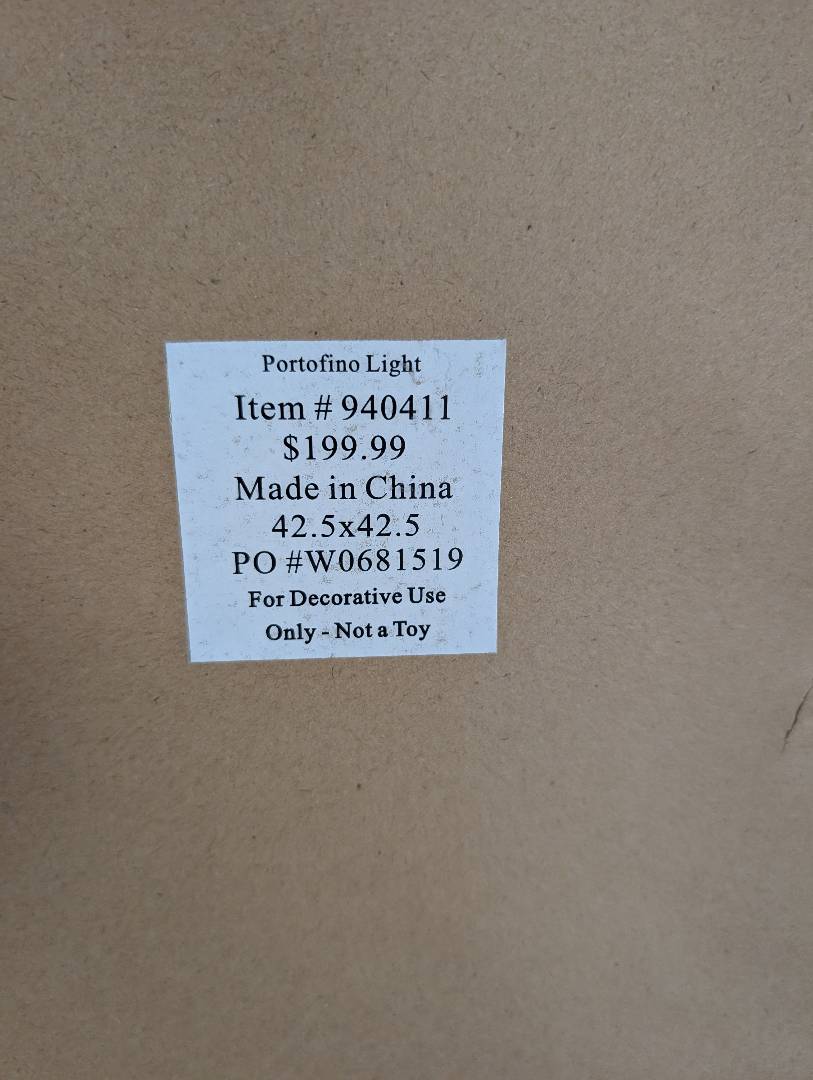 Portofino Light
Item # 940411
$199.99
Made in China
42.5x42.5
PO #W0681519
For Decorative Use
Only - Not a Toy